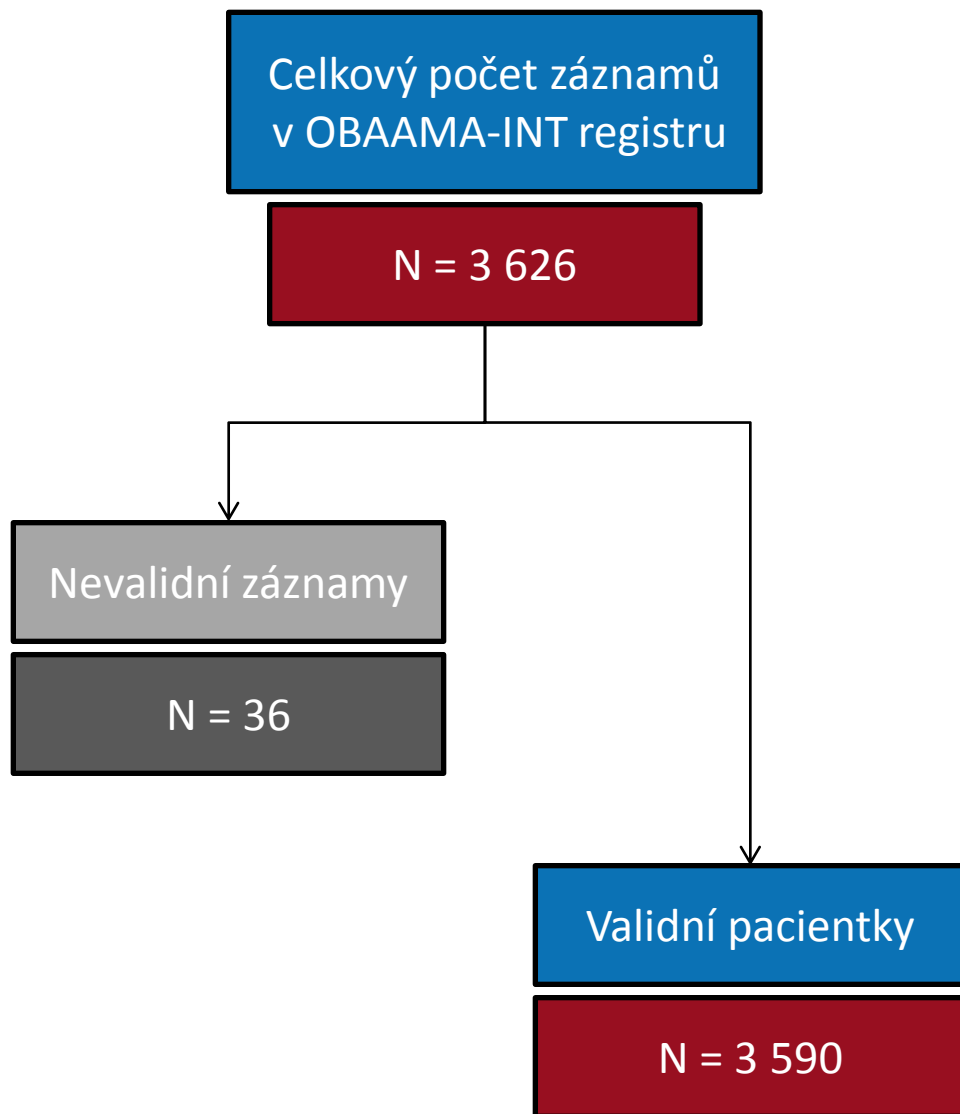 Celkový počet záznamů
v OBAAMA-INT registru
N = 3 626
Nevalidní záznamy
N = 36
Validní pacientky
N = 3 590